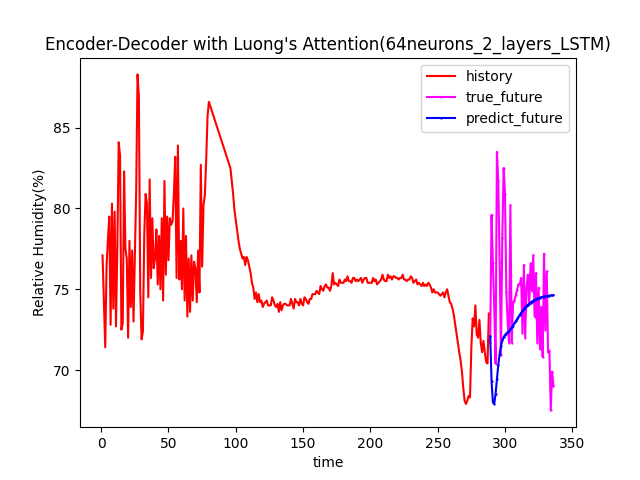 Encoder-Decoder with Luong's Attention(64neurons_2_layers_LSTM)
history
true_future
predict_future
Relative Humidity(%)
85
80
75
70
0 50 100 150 200 250 300 350
time